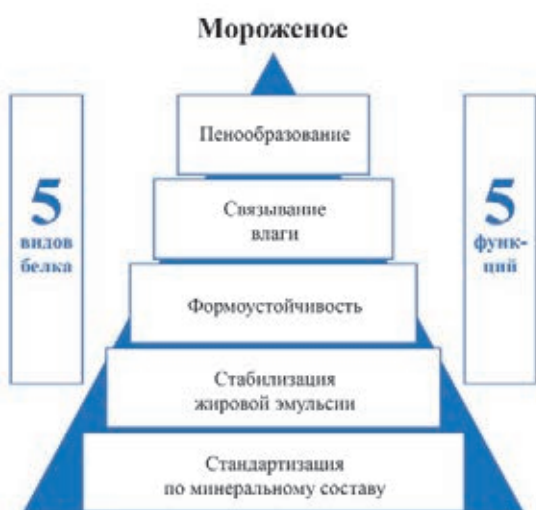 Мороженое
5
видов
белка
Пенообразование
Связывание
влаги
Формоустойчивость
Стабилизация
жировой эмульсии
Стандартизация
по минеральному составу
5
функ-
ций